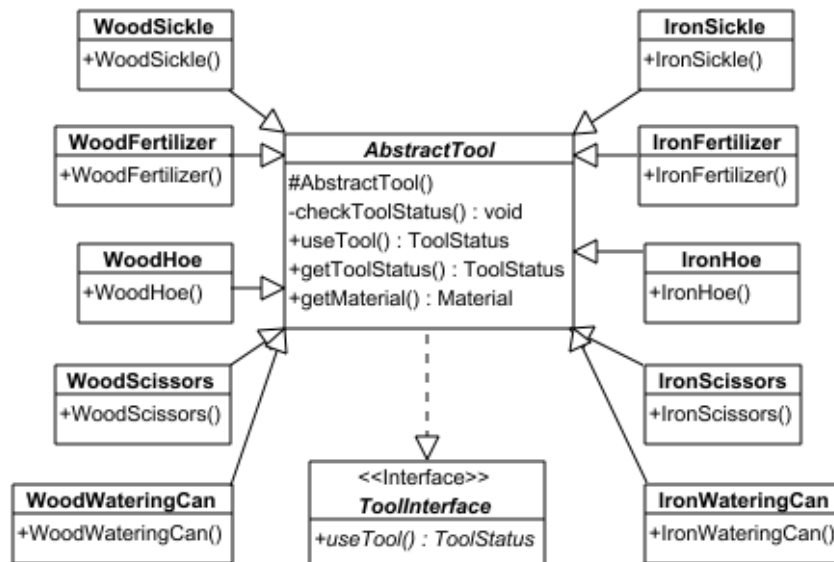 WoodSickle
+WoodSickle()
IronSickle
+IronSickle()
WoodFertilizer
+WoodFertilizer()
AbstractTool
#AbstractTool()
-checkToolStatus() : void
+useTool() : ToolStatus
+getToolStatus() : ToolStatus
+getMaterial() : Material
IronFertilizer
+IronFertilizer()
WoodHoe
+WoodHoe()
IronHoe
+IronHoe()
WoodScissors
+WoodScissors()
IronScissors
+IronScissors()
WoodWateringCan
+WoodWateringCan()
<<Interface>>
ToolInterface
+useTool() : ToolStatus
IronWateringCan
+IronWateringCan()